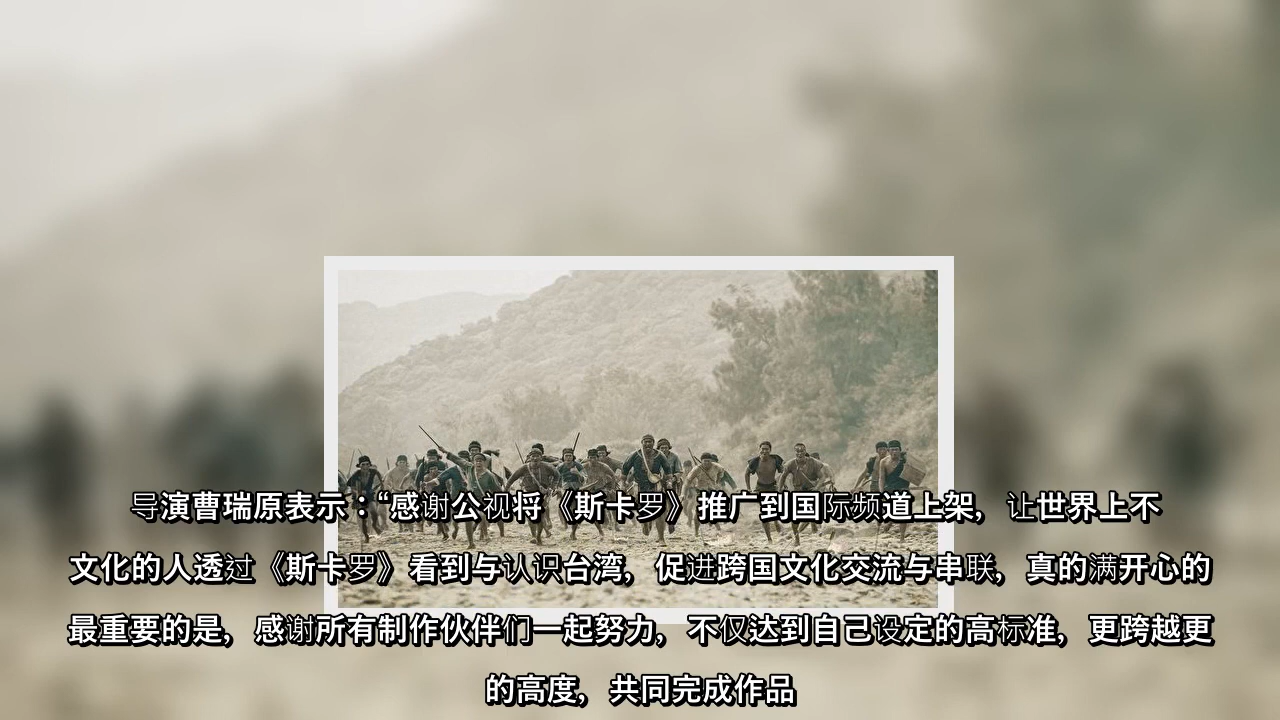 导演曹瑞原表示：“感谢公视将《斯卡罗》推广到国际频道上架，让世界上不
文化的人透过《斯卡罗》看到与认识台湾，促进跨国文化交流与串联，真的满开心的
最重要的是，感谢所有制作伙伴们一起努力，不仅达到自己设定的高标准，更跨越更
的高度，共同完成作品